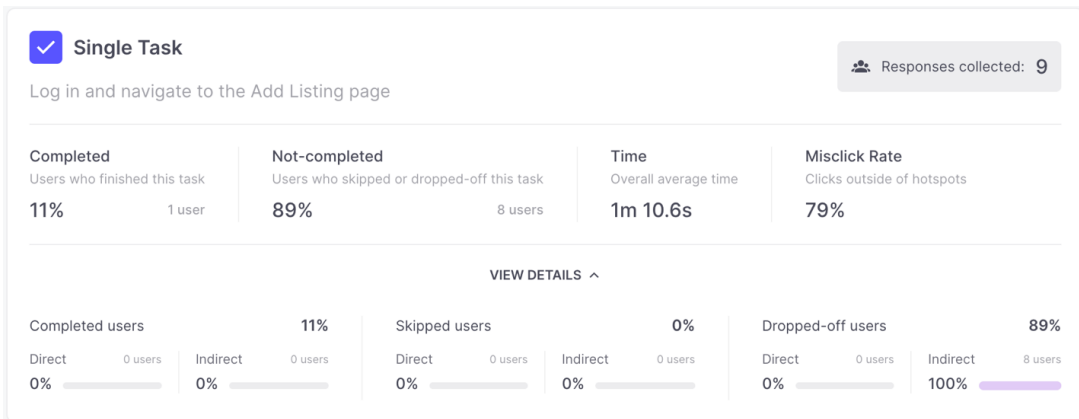 Single Task
Responses collected: 9
Log in and navigate to the Add Listing page
Completed
Users who finished this task
11% 1 user
Not-completed
Users who skipped or dropped-off this task
89% 8 users
Time
Overall average time
1m 10.6s
Misclick Rate
Clicks outside of hotspots
79%
VIEW DETAILS
Completed users 11%
Direct 0 users
0%
Indirect 0 users
0%
Skipped users 0%
Direct 0 users
0%
Indirect 0 users
0%
Dropped-off users 89%
Direct 0 users
0%
Indirect 8 users
100%